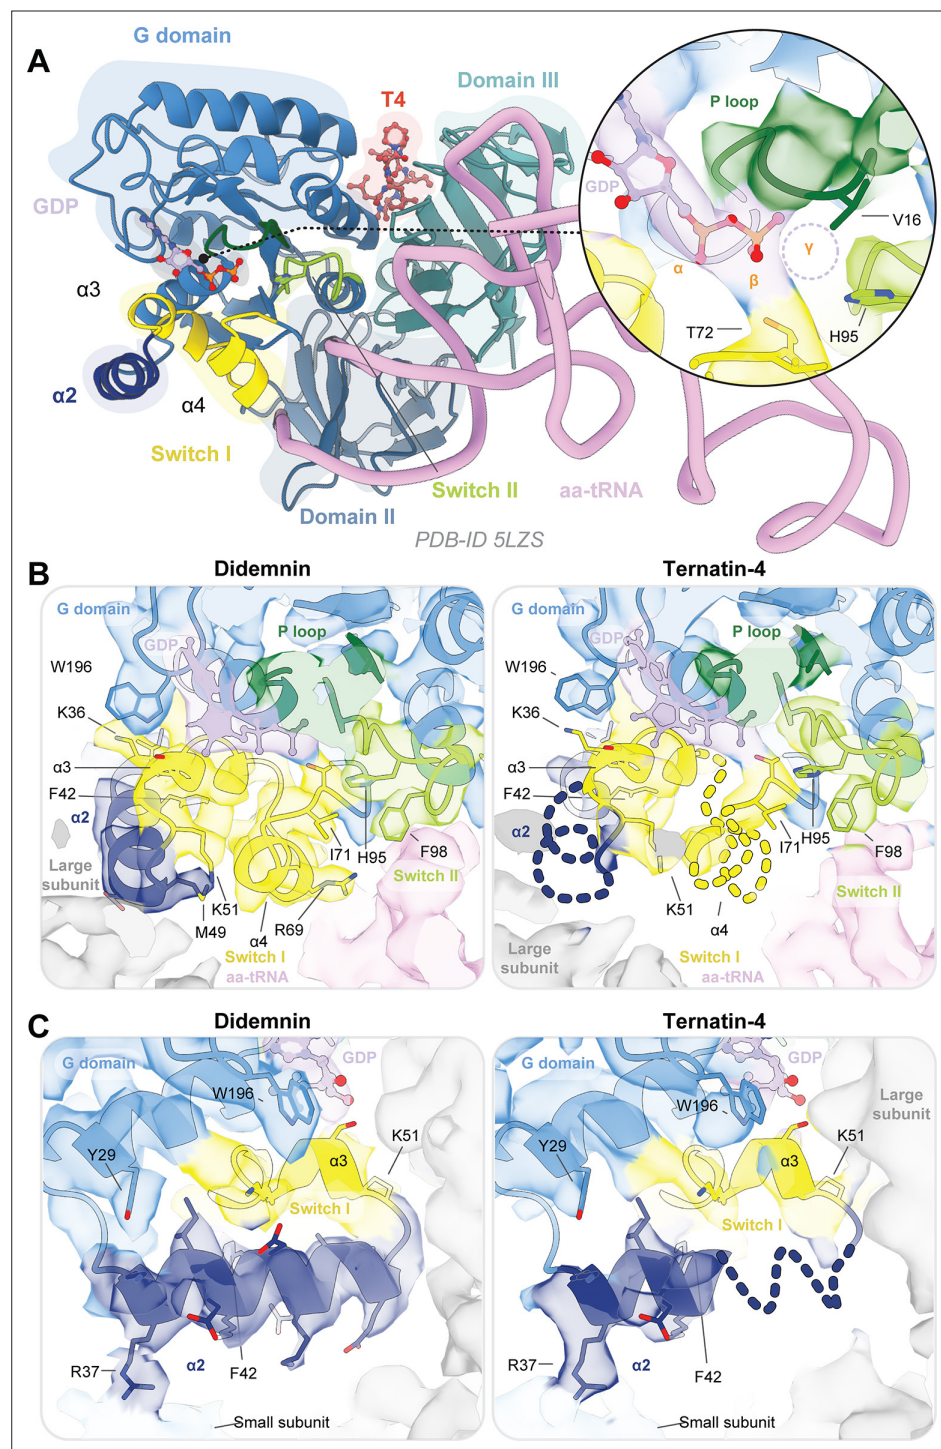 A
G domain
Domain III
T4
P loop
GDP
GDP
V16
γ
α
β
α3
T72
H95
α2
α4
Switch I
Switch II
aa-tRNA
Domain II
PDB-ID 5LZS
B
Didemnin
Ternatin-4
G domain
GDP
P loop
W196
K36
α3
F42
α2
Large
subunit
K51
M49
α4
R69
I71
H95
F98
Switch II
Switch I
aa-tRNA
G domain
GDP
P loop
W196
K36
α3
F42
α2
K51
α4
I71
H95
F98
Switch II
Large
subunit
Switch I
aa-tRNA
C
Didemnin
Ternatin-4
G domain
GDP
W196
K51
Y29
α3
Switch I
R37
α2
F42
Small subunit
G domain
GDP
Large
subunit
W196
K51
Y29
α3
Switch I
R37
α2
F42
Small subunit